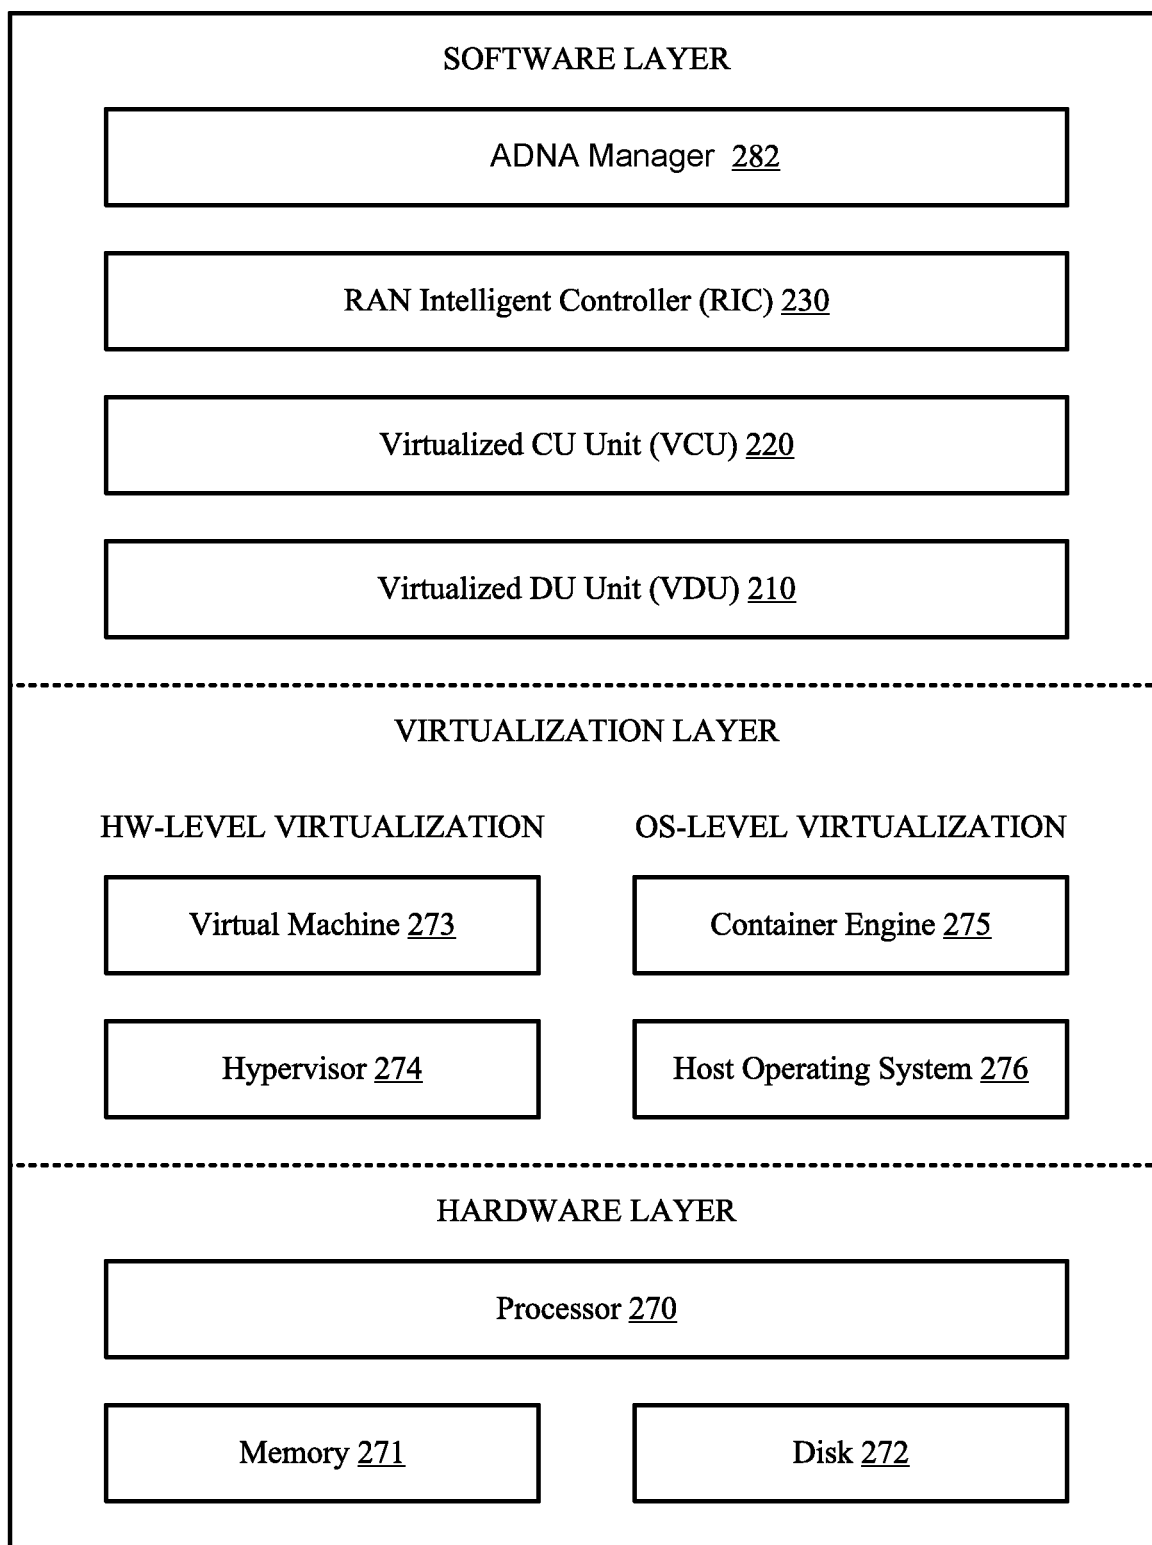 SOFTWARE LAYER
ADNA Manager 282
RAN Intelligent Controller (RIC) 230
Virtualized CU Unit (VCU) 220
Virtualized DU Unit (VDU) 210
VIRTUALIZATION LAYER
HW-LEVEL VIRTUALIZATION
OS-LEVEL VIRTUALIZATION
Virtual Machine 273
Container Engine 275
Hypervisor 274
Host Operating System 276
HARDWARE LAYER
Processor 270
Memory 271
Disk 272